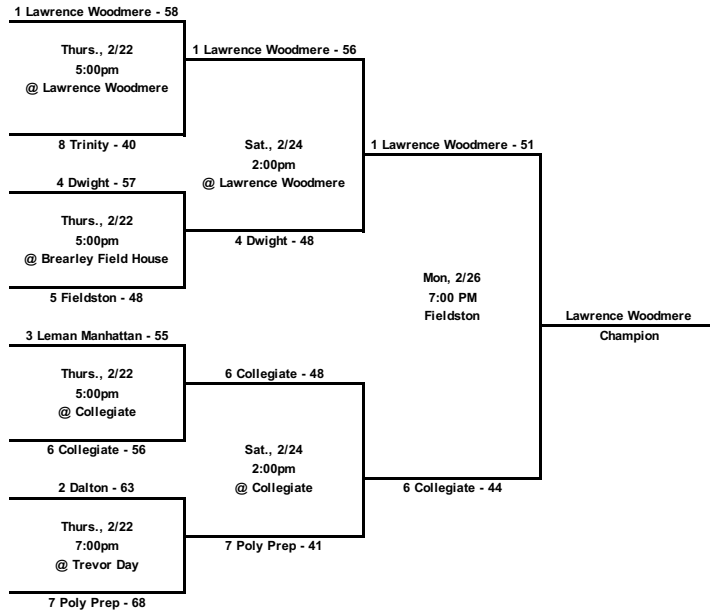 1 Lawrence Woodmere - 58
Thurs., 2/22
5:00pm
@ Lawrence Woodmere
8 Trinity - 40
4 Dwight - 57
Thurs., 2/22
5:00pm
@ Brearley Field House
5 Fieldston - 48
3 Leman Manhattan - 55
Thurs., 2/22
5:00pm
@ Collegiate
6 Collegiate - 56
2 Dalton - 63
Thurs., 2/22
7:00pm
@ Trevor Day
7 Poly Prep - 68
1 Lawrence Woodmere - 56
Sat., 2/24
2:00pm
@ Lawrence Woodmere
4 Dwight - 48
6 Collegiate - 48
Sat., 2/24
2:00pm
@ Collegiate
7 Poly Prep - 41
1 Lawrence Woodmere - 51
Mon, 2/26
7:00 PM
Fieldston
6 Collegiate - 44
Lawrence Woodmere
Champion